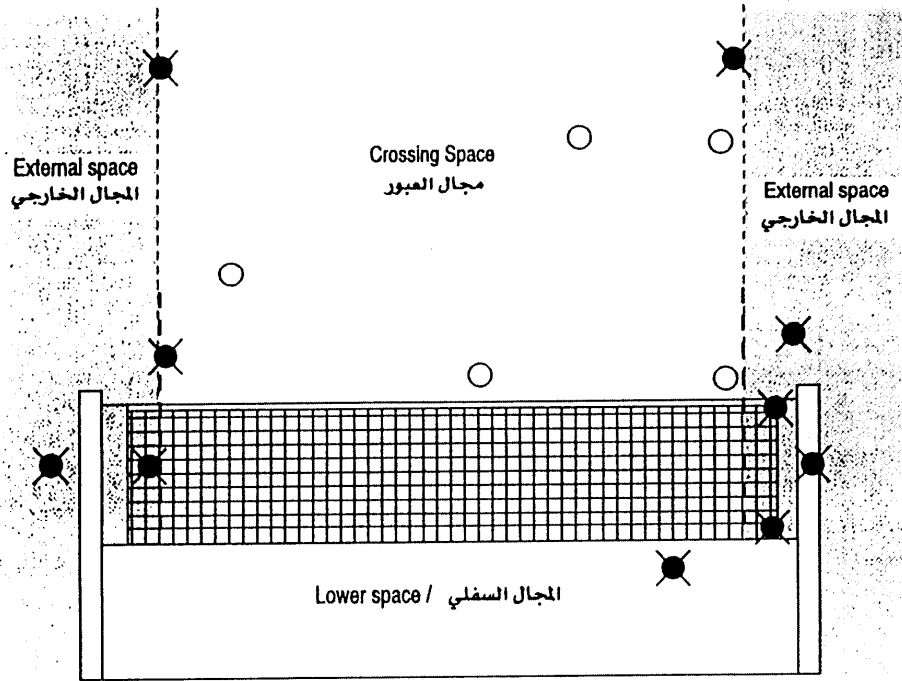 External space
المجال الخارجي
Crossing Space
مجال العبور
External space
المجال الخارجي
Lower space / المجال السفلي